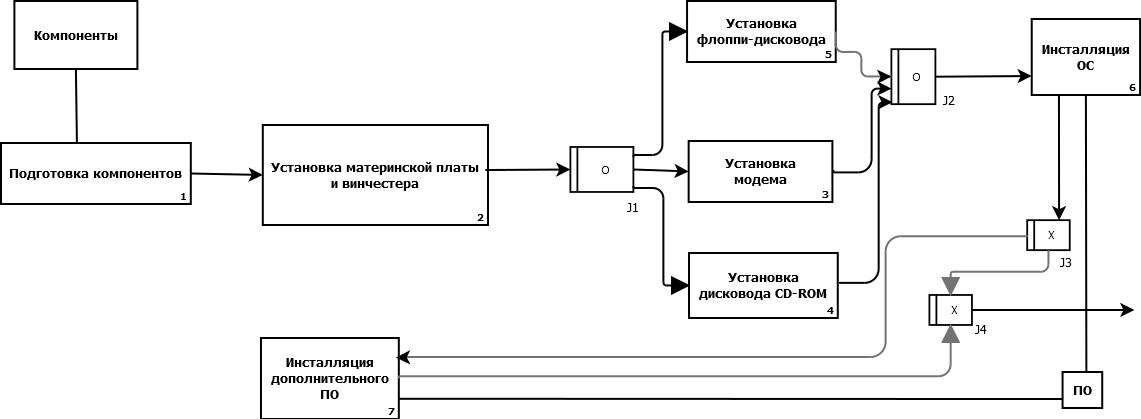 Компоненты
Подготовка компонентов
1
Установка материнской платы
и винчестера
2
O
J1
Установка
флоппи-дисковода
5
Установка
модема
3
Установка
дисковода CD-ROM
4
O
J2
Инсталляция
ОС
6
X
J3
X
J4
Инсталляция
дополнительного
ПО
7
ПО